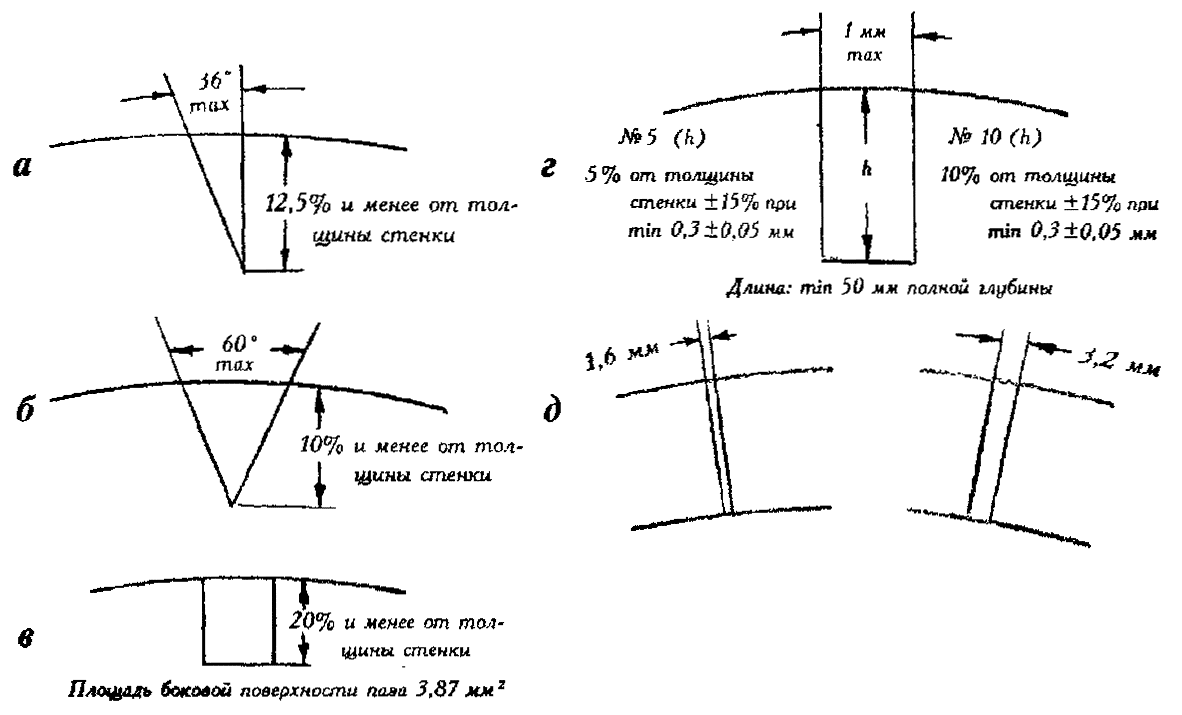 а
36°
max
12,5% и менее от тол-
щины стенки
б
60°
max
10% и менее от тол-
щины стенки
в
20% и менее от тол-
щины стенки
Площадь боковой поверхности паза 3,87 мм²
г
1 мм
max
№ 5 (h)
5% от толщины
стенки ±15% при
min 0,3±0,05 мм
h
№ 10 (h)
10% от толщины
стенки ±15% при
min 0,3±0,05 мм
Длина: min 50 мм полной глубины
д
1,6 мм
3,2 мм